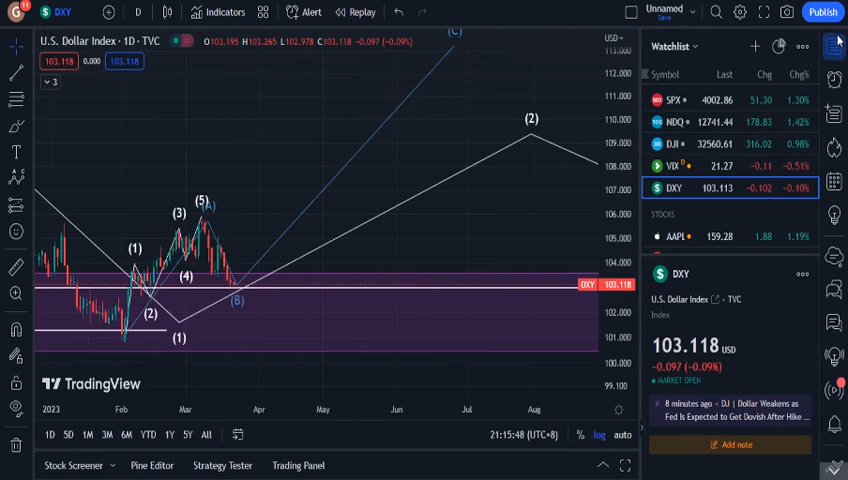 G 11 DXY D Indicators Alert Replay Unnamed Save Publish
U.S. Dollar Index · 1D · TVC O103.195 H103.265 L102.978 C103.118 −0.097 (−0.09%) USD
103.118 0.000 103.118
3
(C)
(2)
(5)
(A)
(3)
(1)
(4)
(B)
(2)
(1)
113.000
112.000
111.000
110.000
109.000
108.000
107.000
106.000
105.000
104.000
DXY 103.118
102.000
101.000
100.000
99.100
TradingView
2023 Feb Mar Apr May Jun Jul Aug
1D 5D 1M 3M 6M YTD 1Y 5Y All 21:15:48 (UTC+8) % log auto
Stock Screener Pine Editor Strategy Tester Trading Panel
Watchlist
Symbol Last Chg Chg%
500 SPX 4002.86 51.30 1.30%
100 NDQ 12741.44 178.83 1.42%
30 DJI 32560.61 316.02 0.98%
VIX D 21.27 −0.11 −0.51%
$ DXY 103.113 −0.102 −0.10%
STOCKS
AAPL 159.28 1.88 1.19%
$ DXY
U.S. Dollar Index · TVC
Index
103.118 USD
−0.097 (−0.09%)
MARKET OPEN
8 minutes ago · DJ | Dollar Weakens as
Fed Is Expected to Get Dovish After Hike ...
Add note